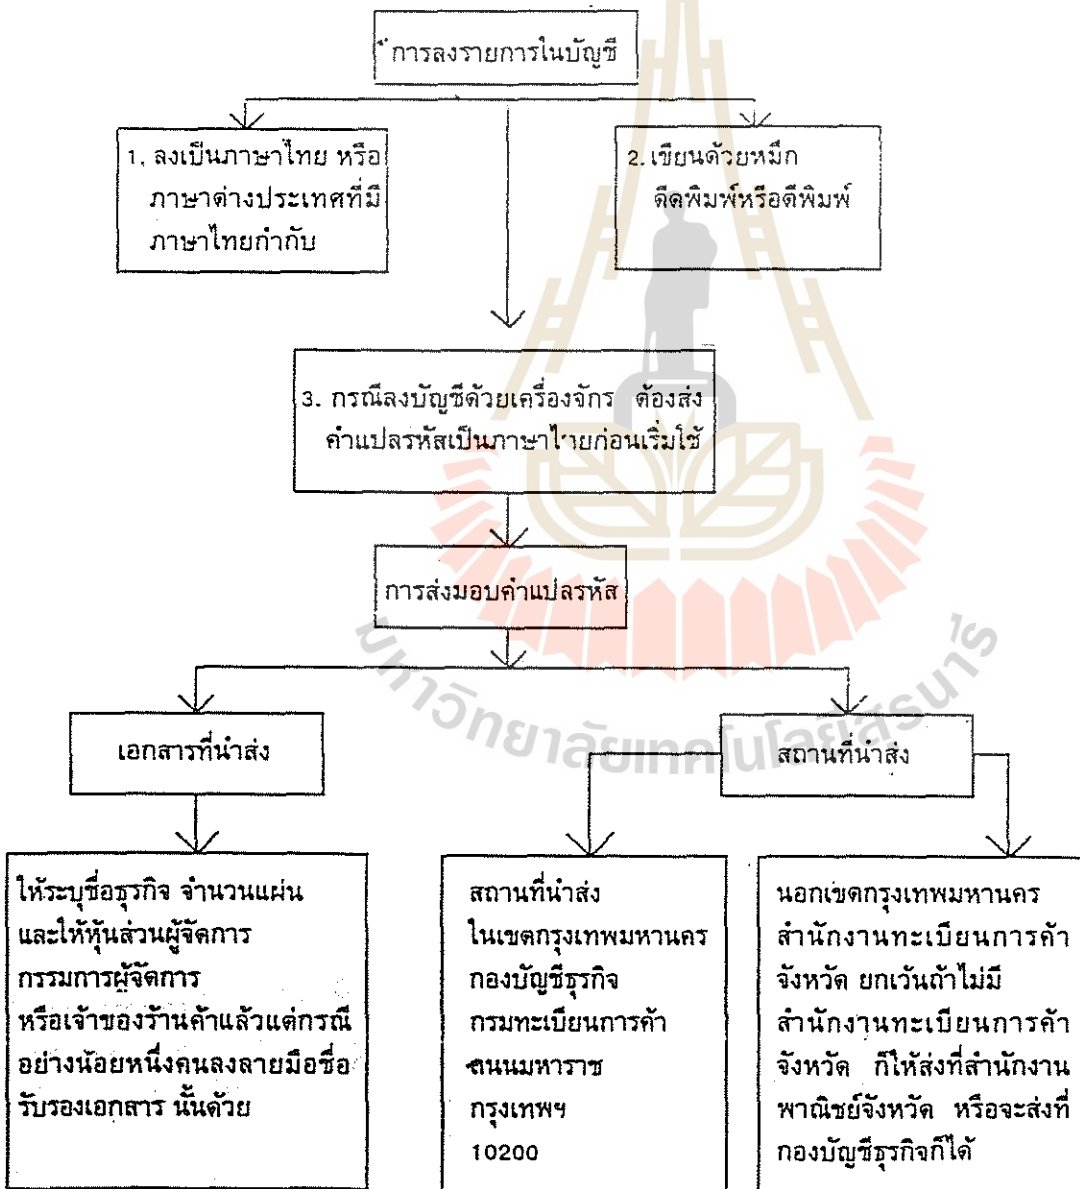 การลงรายการในบัญชี
1. ลงเป็นภาษาไทย หรือ
ภาษาต่างประเทศที่มี
ภาษาไทยกำกับ
2. เขียนด้วยหมึก
ดีดพิมพ์หรือตีพิมพ์
3. กรณีลงบัญชีด้วยเครื่องจักร ต้องส่ง
คำแปลรหัสเป็นภาษาไทยก่อนเริ่มใช้
การส่งมอบคำแปลรหัส
มหาวิทยาลัยเทคโนโลยีสุรนารี
เอกสารที่นำส่ง
สถานที่นำส่ง
ให้ระบุชื่อธุรกิจ จำนวนแผ่น
และให้หุ้นส่วนผู้จัดการ
กรรมการผู้จัดการ
หรือเจ้าของร้านค้าแล้วแต่กรณี
อย่างน้อยหนึ่งคนลงลายมือชื่อ
รับรองเอกสาร นั้นด้วย
สถานที่นำส่ง
ในเขตกรุงเทพมหานคร
กองบัญชีธุรกิจ
กรมทะเบียนการค้า
ถนนมหาราช
กรุงเทพฯ
10200
นอกเขตกรุงเทพมหานคร
สำนักงานทะเบียนการค้า
จังหวัด ยกเว้นถ้าไม่มี
สำนักงานทะเบียนการค้า
จังหวัด ก็ให้ส่งที่สำนักงาน
พาณิชย์จังหวัด หรือจะส่งที่
กองบัญชีธุรกิจก็ได้